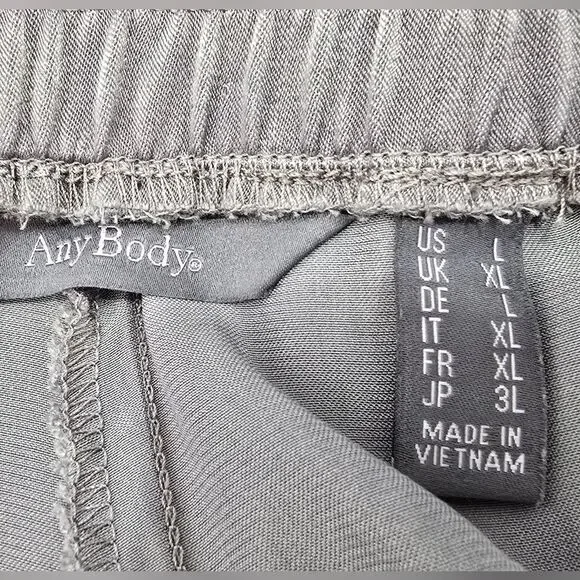 AnyBody®
US L
UK XL
DE L
IT XL
FR XL
JP 3L
MADE IN
VIETNAM